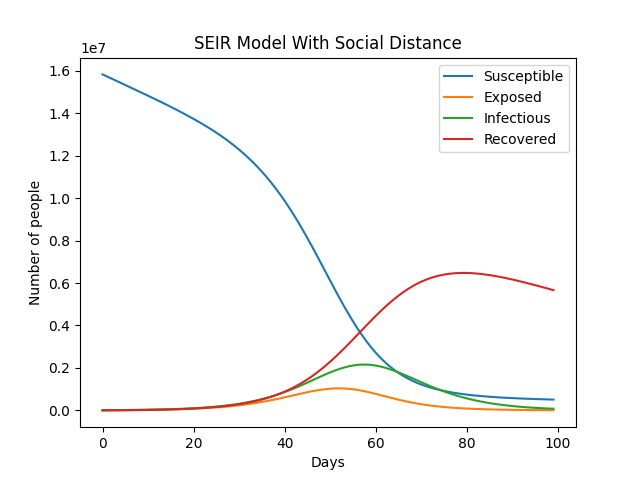 SEIR Model With Social Distance
1e7
1.6
1.4
1.2
1.0
0.8
0.6
0.4
0.2
0.0
Number of people
Susceptible
Exposed
Infectious
Recovered
0 20 40 60 80 100
Days